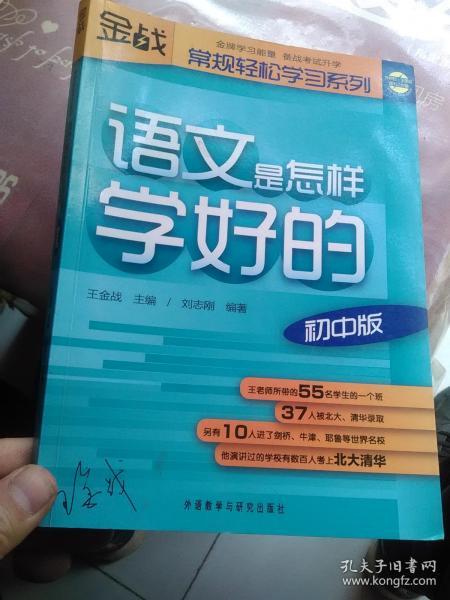 金战
金牌学习能量 备战考试升学
常规轻松学习系列
语文是怎样
学好的
王金战 主编 / 刘志刚 编著
初中版
王老师所带的55名学生的一个班
37人被北大、清华录取
另有10人进了剑桥、牛津、耶鲁等世界名校
他演讲过的学校有数百人考上北大清华
外语教学与研究出版社
孔夫子旧书网
www.kongfz.com